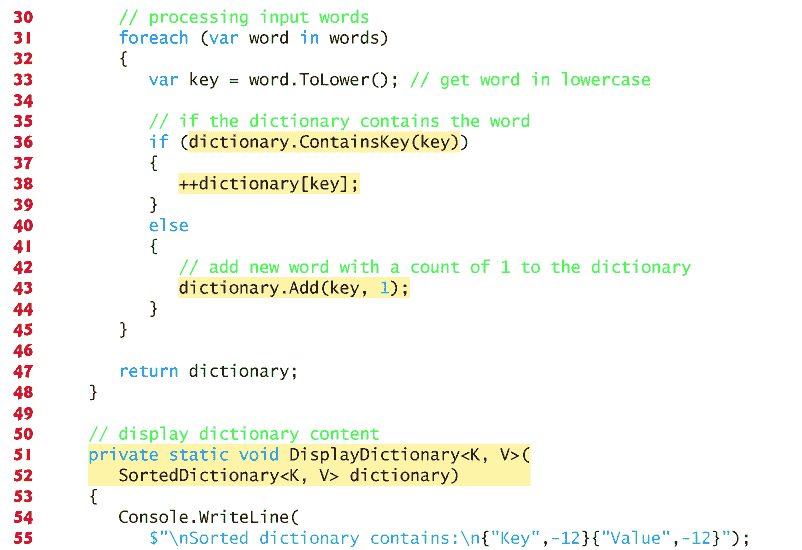 30 // processing input words
31 foreach (var word in words)
32 {
33 var key = word.ToLower(); // get word in lowercase
34
35 // if the dictionary contains the word
36 if (dictionary.ContainsKey(key))
37 {
38 ++dictionary[key];
39 }
40 else
41 {
42 // add new word with a count of 1 to the dictionary
43 dictionary.Add(key, 1);
44 }
45 }
46
47 return dictionary;
48 }
49
50 // display dictionary content
51 private static void DisplayDictionary<K, V>(
52 SortedDictionary<K, V> dictionary)
53 {
54 Console.WriteLine(
55 $"\nSorted dictionary contains:\n{"Key",-12}{"Value",-12}");